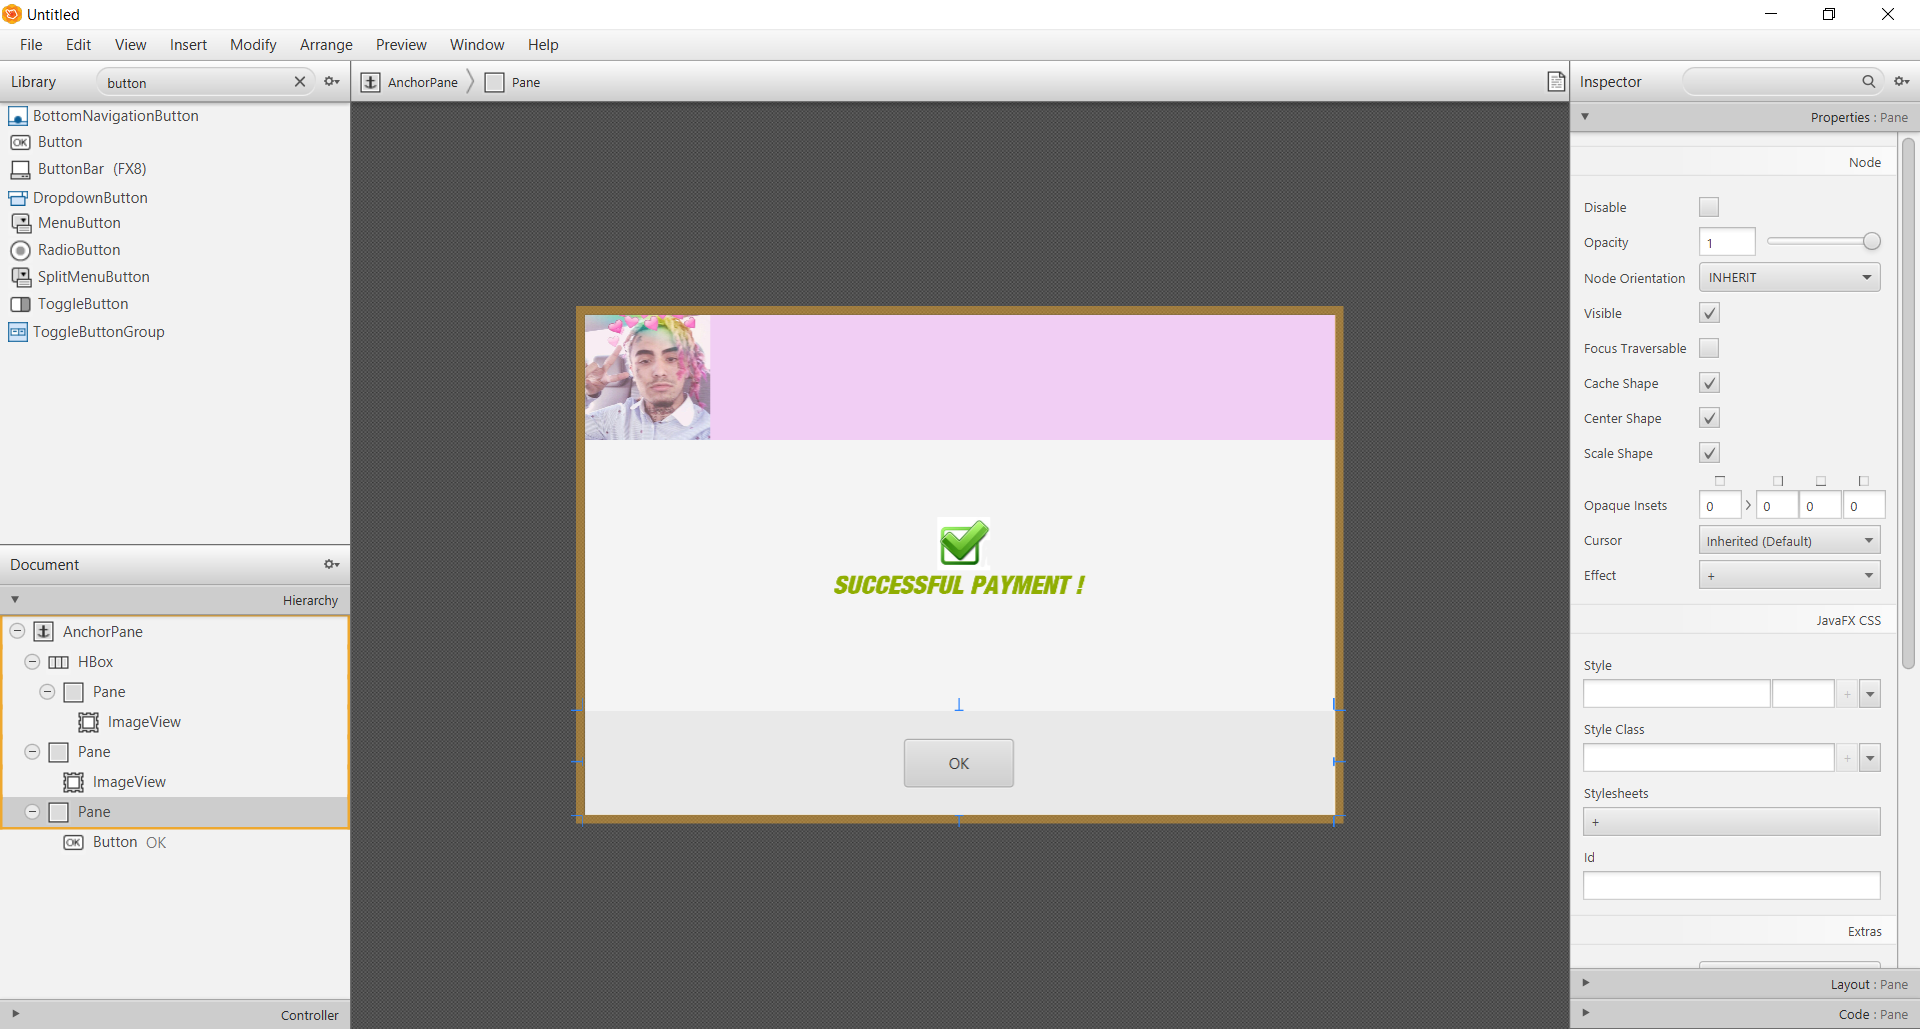 Untitled
File Edit View Insert Modify Arrange Preview Window Help
Library button
AnchorPane Pane
Inspector
BottomNavigationButton
Button
ButtonBar (FX8)
DropdownButton
MenuButton
RadioButton
SplitMenuButton
ToggleButton
ToggleButtonGroup
Document
Hierarchy
AnchorPane
HBox
Pane
ImageView
Pane
ImageView
Pane
OK Button OK
Controller
SUCCESSFUL PAYMENT !
OK
Properties : Pane
Node
Disable
Opacity 1
Node Orientation INHERIT
Visible
Focus Traversable
Cache Shape
Center Shape
Scale Shape
Opaque Insets 0 0 0 0
Cursor Inherited (Default)
Effect +
JavaFX CSS
Style
+
Style Class
+
Stylesheets
+
Id
Extras
Layout : Pane
Code : Pane